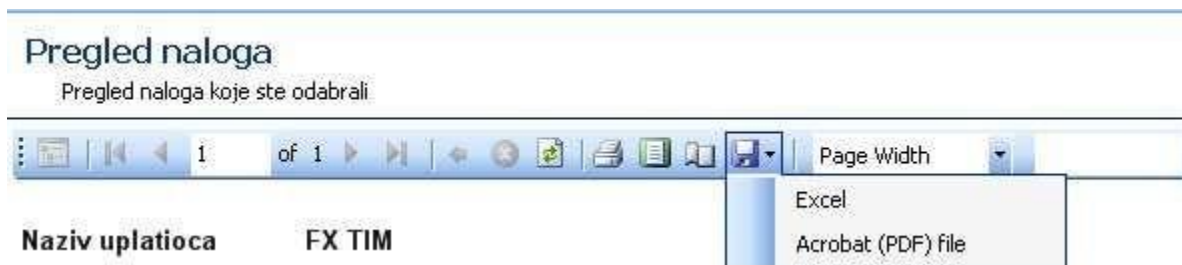 Pregled naloga
Pregled naloga koje ste odabrali
1 of 1 Page Width
Excel
Naziv uplatioca FX TIM
Acrobat (PDF) file